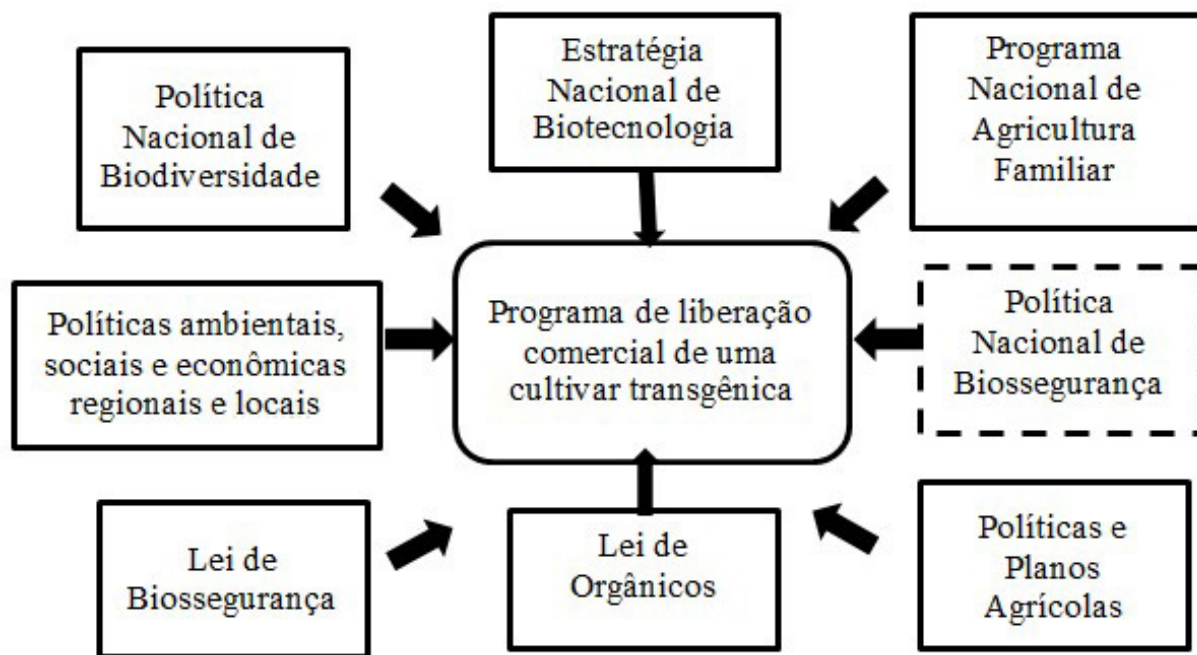 Política
Nacional de
Biodiversidade
Estratégia
Nacional de
Biotecnologia
Programa
Nacional de
Agricultura
Familiar
Políticas ambientais,
sociais e econômicas
regionais e locais
Programa de liberação
comercial de uma
cultivar transgênica
Política
Nacional de
Biossegurança
Lei de
Biossegurança
Lei de
Orgânicos
Políticas e
Planos
Agrícolas